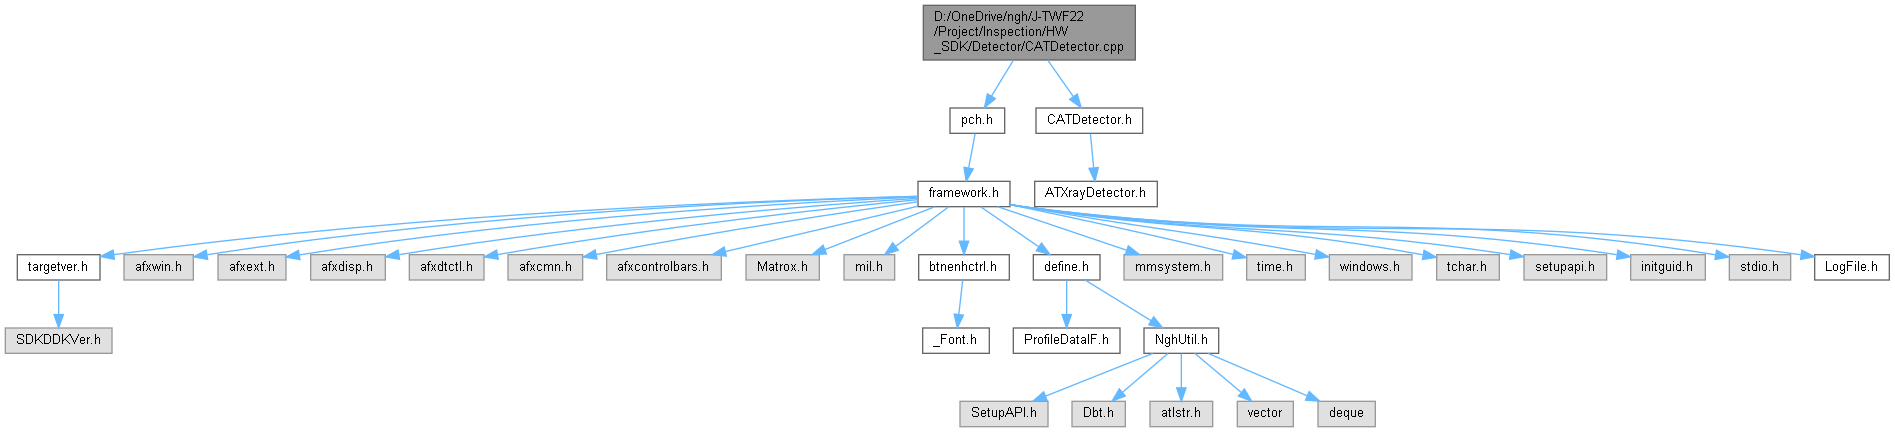 D:/OneDrive/ngh/J-TWF22
/Project/Inspection/HW
_SDK/Detector/CATDetector.cpp
pch.h
CATDetector.h
framework.h
ATXrayDetector.h
targetver.h
afxwin.h
afxext.h
afxdisp.h
afxdtctl.h
afxcmn.h
afxcontrolbars.h
Matrox.h
mil.h
btnenhctrl.h
define.h
mmsystem.h
time.h
windows.h
tchar.h
setupapi.h
initguid.h
stdio.h
LogFile.h
SDKDDKVer.h
_Font.h
ProfileDataIF.h
NghUtil.h
SetupAPI.h
Dbt.h
atlstr.h
vector
deque